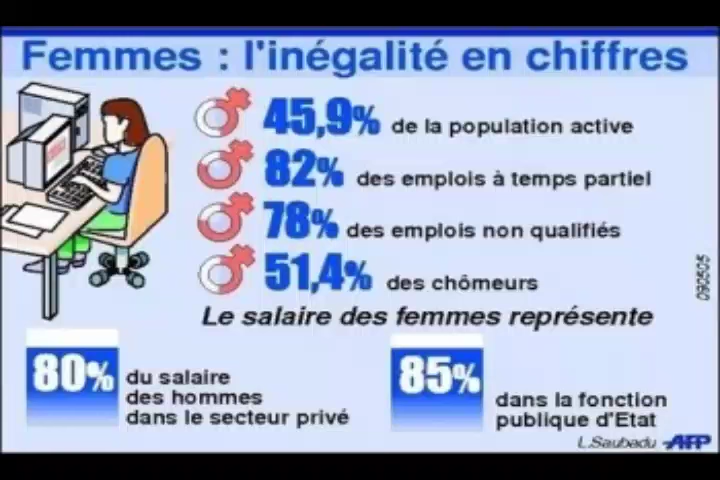 Femmes : l'inégalité en chiffres
45,9% de la population active
82% des emplois à temps partiel
78% des emplois non qualifiés
51,4% des chômeurs
090505
Le salaire des femmes représente
80% du salaire
des hommes
dans le secteur privé
85% dans la fonction
publique d'Etat
L.Saubadu AFP